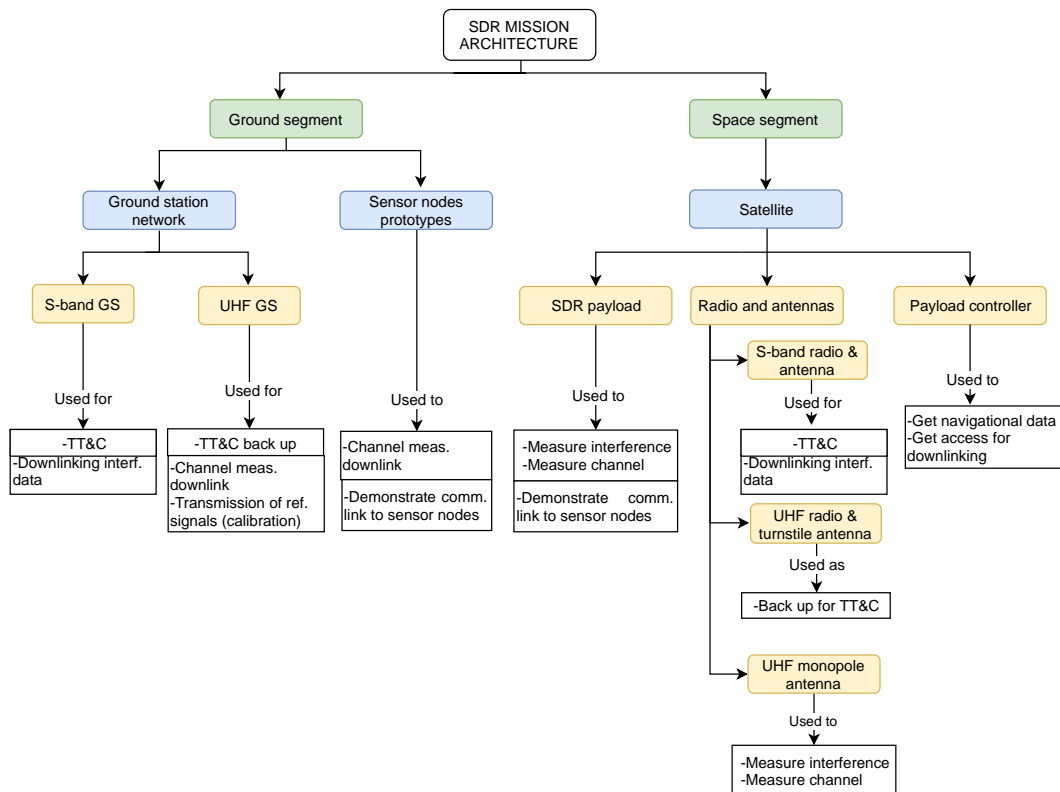 SDR MISSION
ARCHITECTURE
Ground segment
Space segment
Ground station
network
Sensor nodes
prototypes
Satellite
S-band GS
UHF GS
SDR payload
Radio and antennas
Payload controller
S-band radio &
antenna
Used for
Used for
Used to
Used to
Used for
Used to
-TT&C
-Downlinking interf.
data
-TT&C back up
-Channel meas.
downlink
-Transmission of ref.
signals (calibration)
-Channel meas.
downlink
-Demonstrate comm.
link to sensor nodes
-Measure interference
-Measure channel
-Demonstrate comm.
link to sensor nodes
-TT&C
-Downlinking interf.
data
-Get navigational data
-Get access for
downlinking
UHF radio &
turnstile antenna
Used as
-Back up for TT&C
UHF monopole
antenna
Used to
-Measure interference
-Measure channel